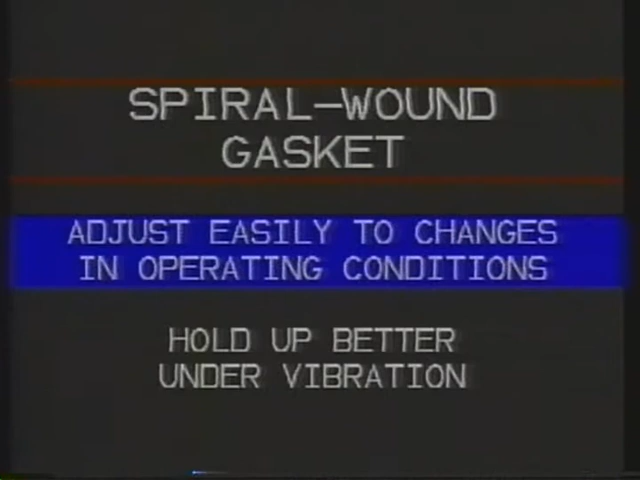 SPIRAL-WOUND
GASKET
ADJUST EASILY TO CHANGES
IN OPERATING CONDITIONS
HOLD UP BETTER
UNDER VIBRATION